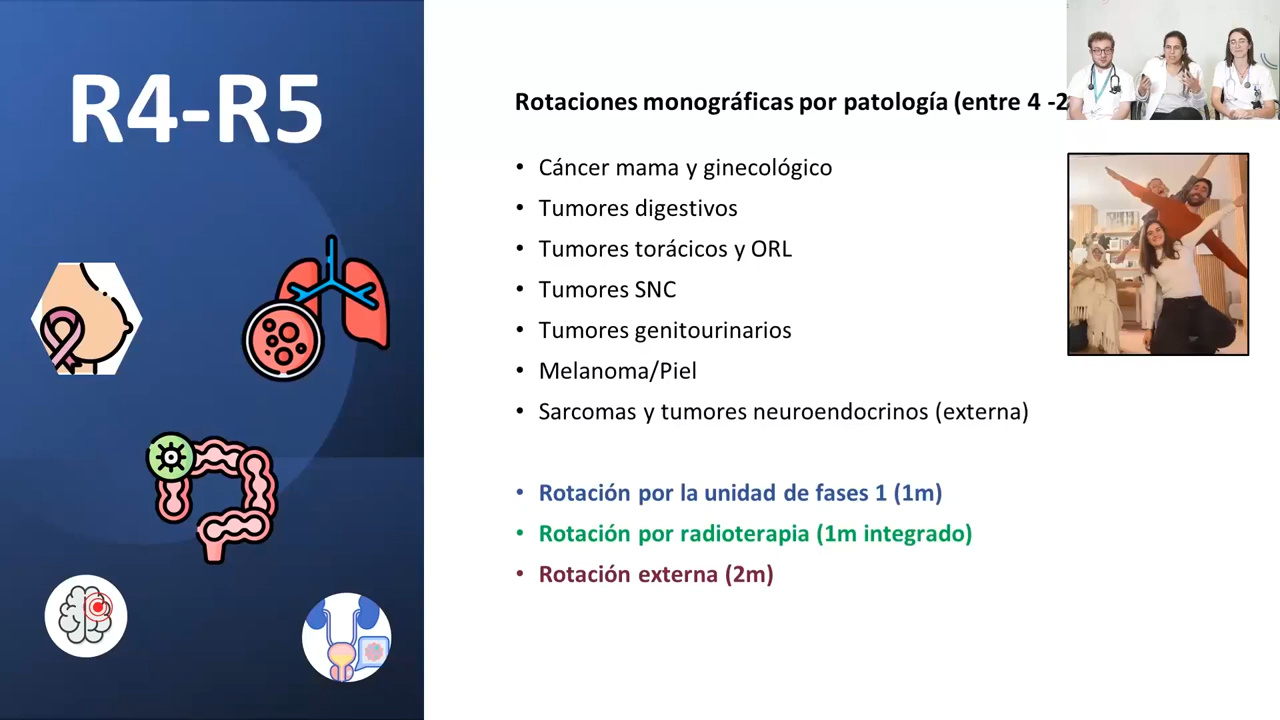 R4-R5
Rotaciones monográficas por patología (entre 4 -2
• Cáncer mama y ginecológico
• Tumores digestivos
• Tumores torácicos y ORL
• Tumores SNC
• Tumores genitourinarios
• Melanoma/Piel
• Sarcomas y tumores neuroendocrinos (externa)
• Rotación por la unidad de fases 1 (1m)
• Rotación por radioterapia (1m integrado)
• Rotación externa (2m)